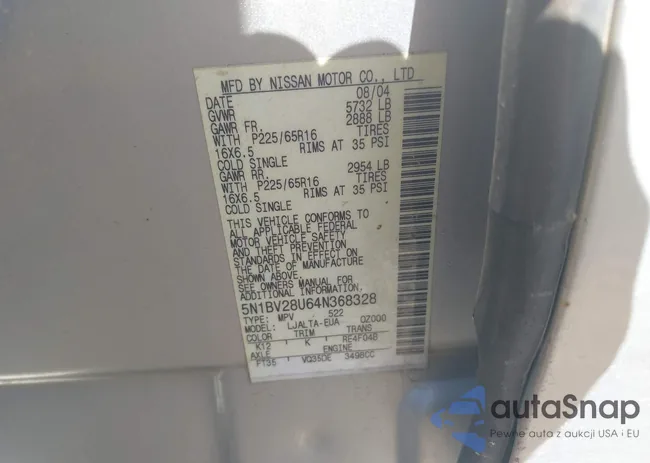 MFD BY NISSAN MOTOR CO., LTD
DATE 08/04
GVWR 5732 LB
GAWR FR. 2888 LB
WITH P225/65R16 TIRES
16X6.5 RIMS AT 35 PSI
COLD SINGLE
GAWR RR. 2954 LB
WITH P225/65R16 TIRES
16X6.5 RIMS AT 35 PSI
COLD SINGLE
THIS VEHICLE CONFORMS TO
ALL APPLICABLE FEDERAL
MOTOR VEHICLE SAFETY
AND THEFT PREVENTION
STANDARDS IN EFFECT ON
THE DATE OF MANUFACTURE
SHOWN ABOVE.
SEE OWNERS MANUAL FOR
ADDITIONAL INFORMATION
5N1BV28U64N368328
TYPE: MPV 522
MODEL: LJALTA-EUA QZ000
COLOR TRIM TRANS
K12 K RE4F04B
AXLE ENGINE
FT35 VQ35DE 3498CC
autaSnap
Pewne auta z aukcji USA i EU